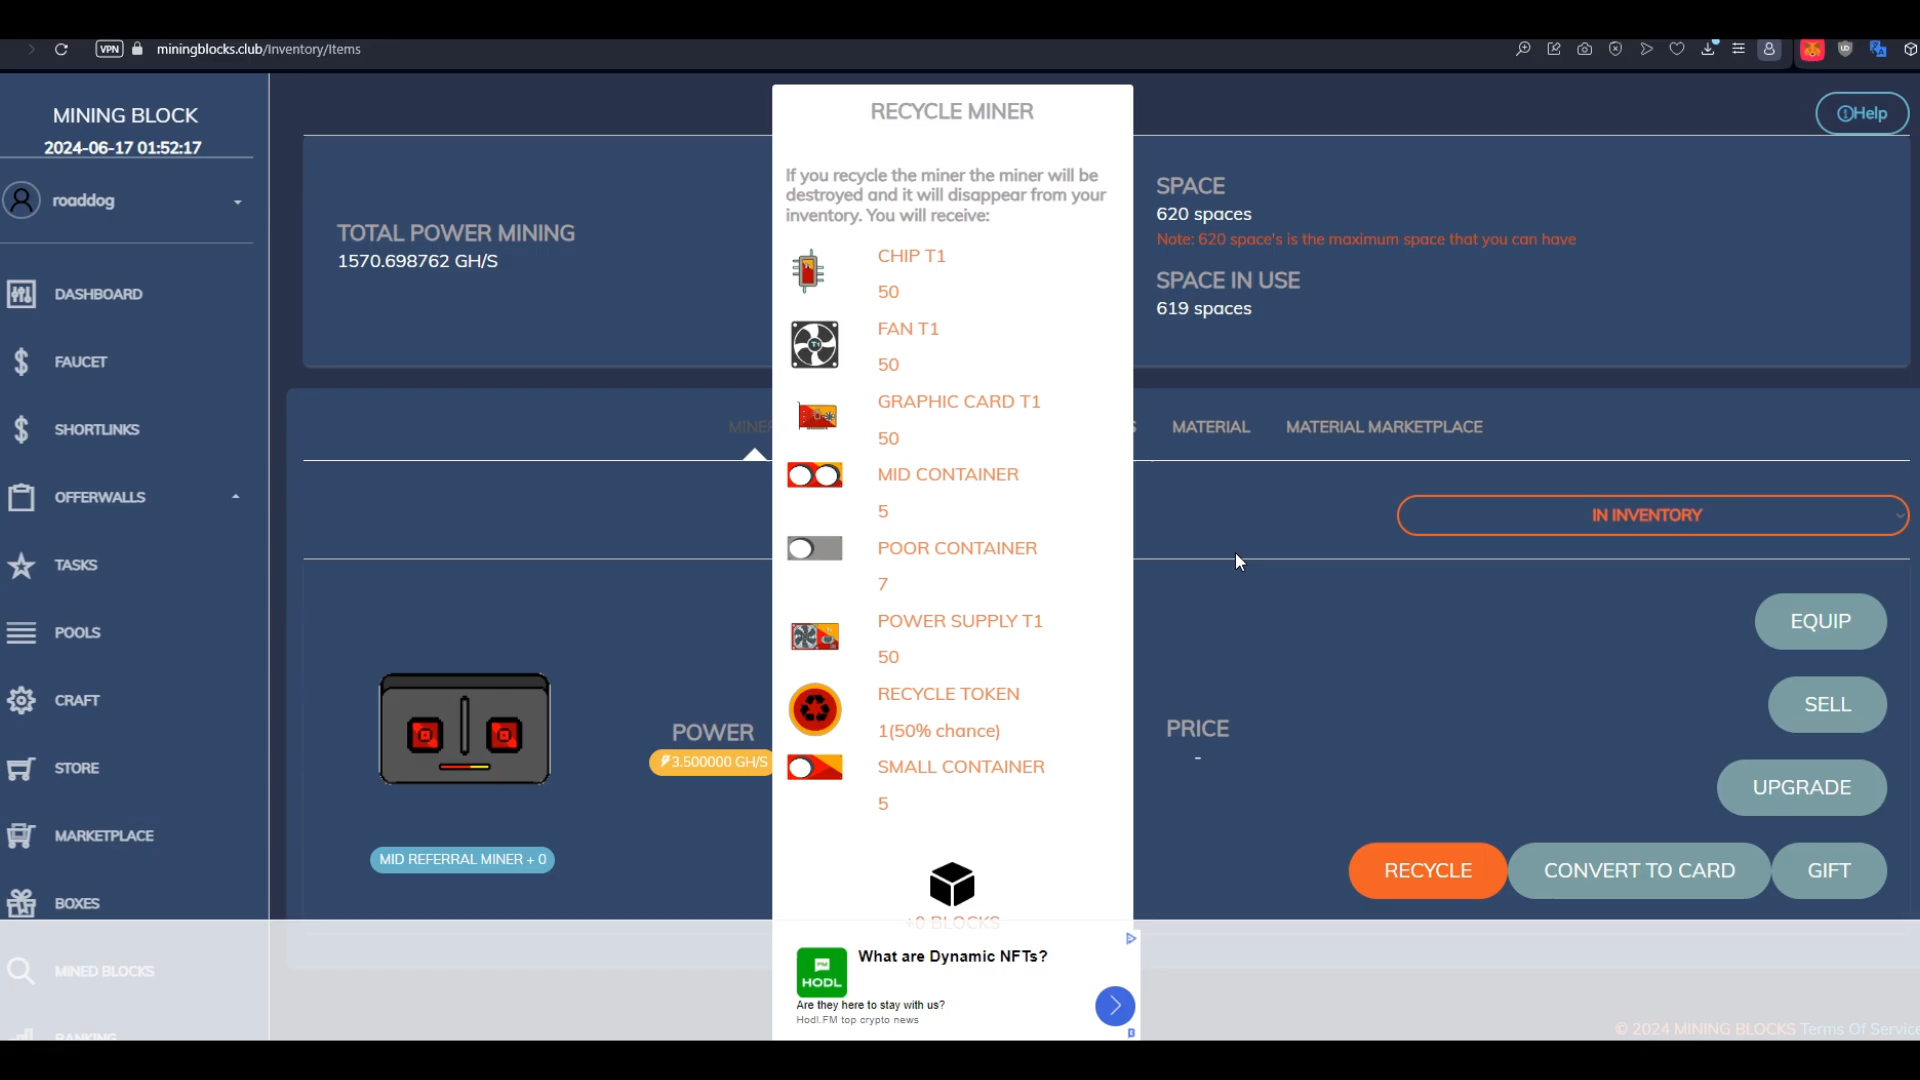 VPN
miningblocks.club/Inventory/Items
MINING BLOCK
2024-06-17 01:52:17
roaddog
DASHBOARD
FAUCET
SHORTLINKS
OFFERWALLS
TASKS
POOLS
CRAFT
STORE
MARKETPLACE
BOXES
MINED BLOCKS
RANKING
Help
TOTAL POWER MINING
1570.698762 GH/S
SPACE
620 spaces
Note: 620 space's is the maximum space that you can have
SPACE IN USE
619 spaces
MATERIAL
MATERIAL MARKETPLACE
IN INVENTORY
POWER
3.500000 GH/S
MID REFERRAL MINER + 0
PRICE
-
EQUIP
SELL
UPGRADE
RECYCLE
CONVERT TO CARD
GIFT
RECYCLE MINER
If you recycle the miner the miner will be
destroyed and it will disappear from your
inventory. You will receive:
CHIP T1
50
FAN T1
50
GRAPHIC CARD T1
50
MID CONTAINER
5
POOR CONTAINER
7
POWER SUPPLY T1
50
RECYCLE TOKEN
1(50% chance)
SMALL CONTAINER
5
+0 BLOCKS
HODL
What are Dynamic NFTs?
Are they here to stay with us?
Hodl.FM top crypto news
© 2024 MINING BLOCKS Terms Of Service